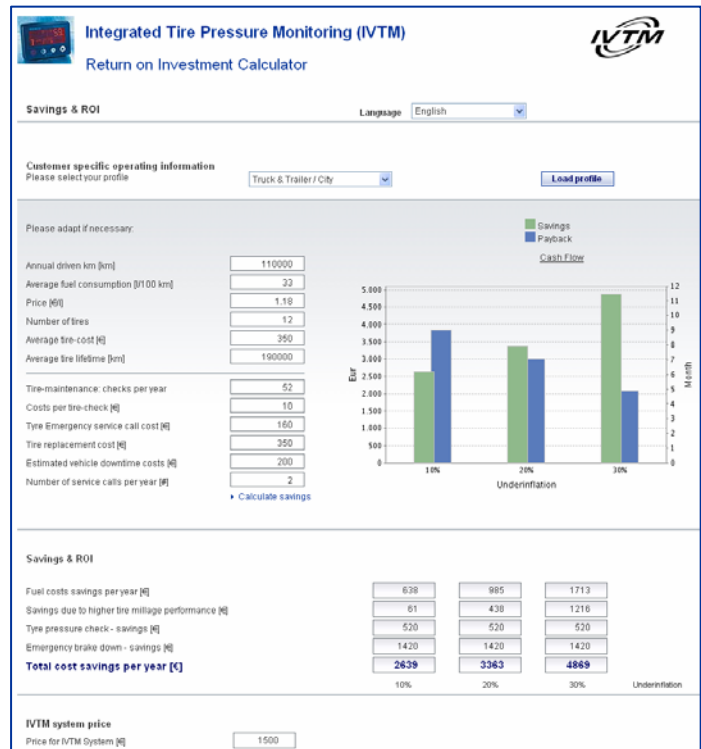 Integrated Tire Pressure Monitoring (IVTM)
IVTM
Return on Investment Calculator
Savings & ROI
Language English
Customer specific operating information
Please select your profile Truck & Trailer / City Load profile
Please adapt if necessary:
Savings
Payback
Cash Flow
Annual driven km [km] 110000
Average fuel consumption [l/100 km] 33
Price [€/l] 1.18
Number of tires 12
Average tire-cost [€] 350
Average tire lifetime [km] 190000
Tire-maintenance: checks per year 52
Costs per tire-check [€] 10
Tyre Emergency service call cost [€] 160
Tire replacement cost [€] 350
Estimated vehicle downtime costs [€] 200
Number of service calls per year [#] 2
Calculate savings
5.000
4.500
4.000
3.500
3.000
2.500
2.000
1.500
1.000
500
0
Eur
12
11
10
9
8
7
6
5
4
3
2
1
0
Month
10% 20% 30%
Underinflation
Savings & ROI
Fuel costs savings per year [€] 638 985 1713
Savings due to higher tire millage performance [€] 61 438 1216
Tyre pressure check - savings [€] 520 520 520
Emergency brake down - savings [€] 1420 1420 1420
Total cost savings per year [€] 2639 3363 4869
10% 20% 30% Underinflation
IVTM system price
Price for IVTM System [€] 1500